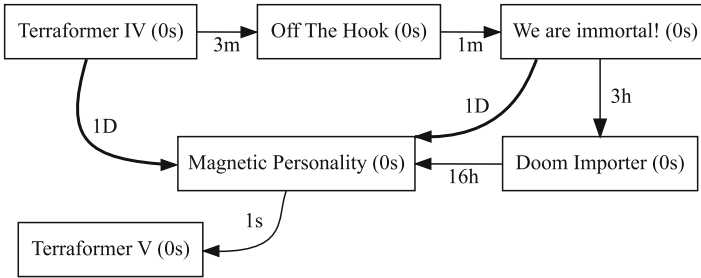 Terraformer IV (0s)
3m
Off The Hook (0s)
1m
We are immortal! (0s)
1D
1D
3h
Magnetic Personality (0s)
16h
Doom Importer (0s)
1s
Terraformer V (0s)